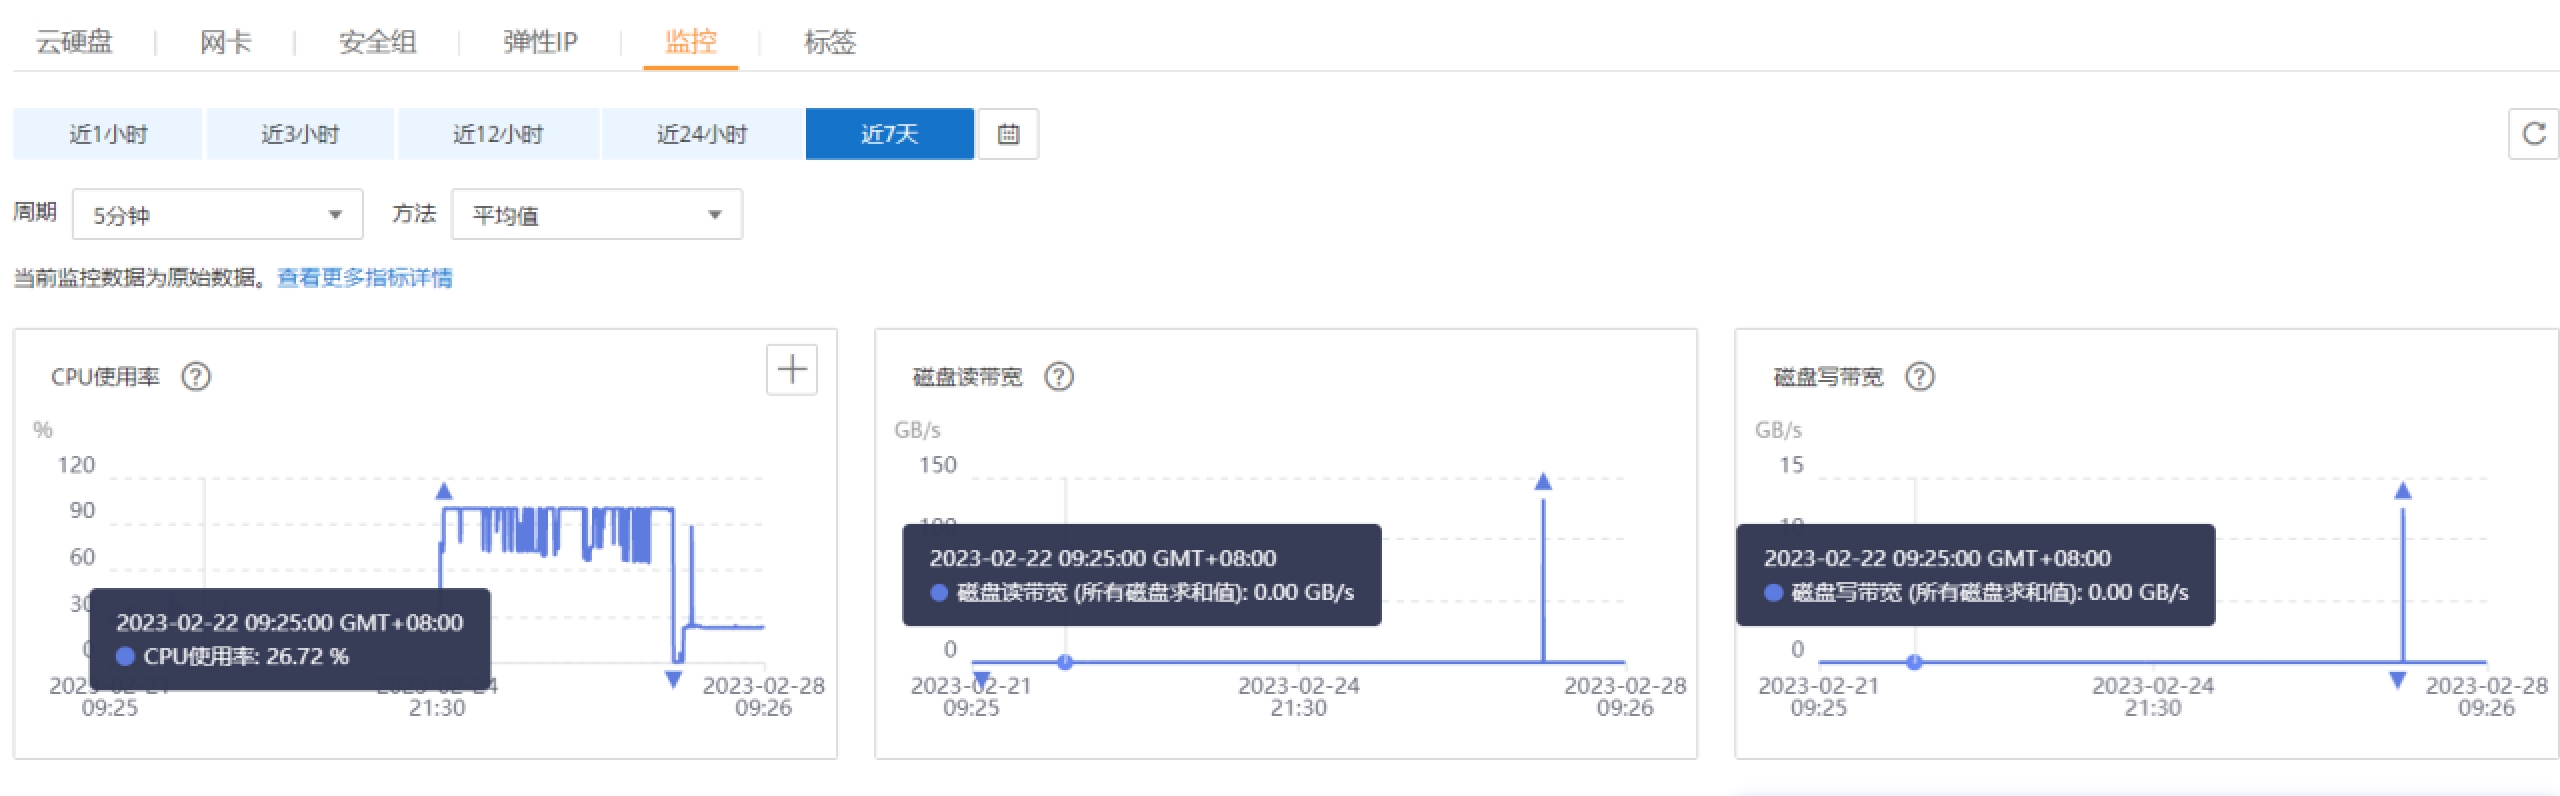 云硬盘 | 网卡 | 安全组 | 弹性IP | 监控 | 标签
近1小时 近3小时 近12小时 近24小时 近7天
周期 5分钟 方法 平均值
当前监控数据为原始数据。查看更多指标详情
CPU使用率 ?
%
120
90
60
30
0
2023-02-22 09:25:00 GMT+08:00
CPU使用率: 26.72 %
2023-02-21 09:25
2023-02-24 21:30
2023-02-28 09:26
磁盘读带宽 ?
GB/s
150
100
2023-02-22 09:25:00 GMT+08:00
磁盘读带宽 (所有磁盘求和值): 0.00 GB/s
0
2023-02-21 09:25
2023-02-24 21:30
2023-02-28 09:26
磁盘写带宽 ?
GB/s
15
10
2023-02-22 09:25:00 GMT+08:00
磁盘写带宽 (所有磁盘求和值): 0.00 GB/s
0
2023-02-21 09:25
2023-02-24 21:30
2023-02-28 09:26